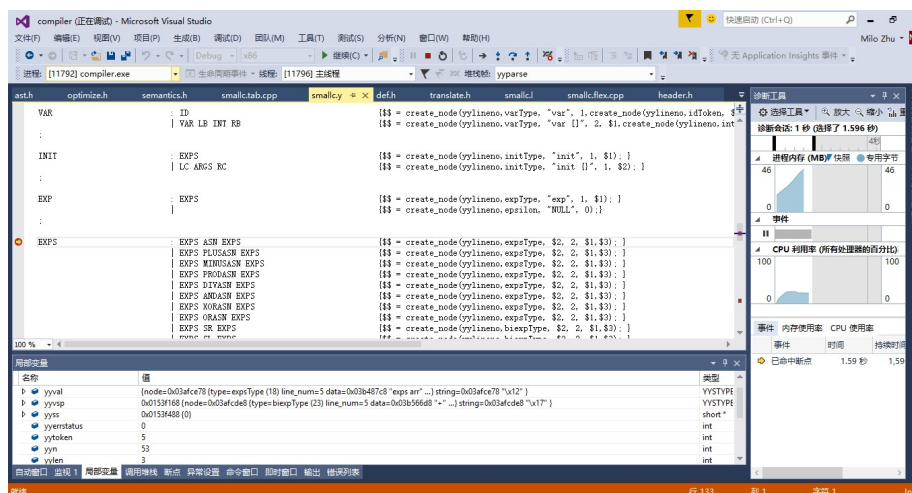 compiler (正在调试) - Microsoft Visual Studio
快速启动 (Ctrl+Q)
文件(F) 编辑(E) 视图(V) 项目(P) 生成(B) 调试(D) 团队(M) 工具(T) 测试(S) 分析(N) 窗口(W) 帮助(H)
Milo Zhu
Debug x86 继续(C) 无 Application Insights 事件
进程: [11792] compiler.exe 生命周期事件 线程: [11796] 主线程 堆栈帧: yyparse
ast.h optimize.h semantics.h smallc.tab.cpp smallc.y def.h translate.h smallc.l smallc.flex.cpp header.h
VAR : ID {$$ = create_node(yylineno,varType, "var", 1,create_node(yylineno,idToken, $
| VAR LB INT RB {$$ = create_node(yylineno,varType, "var []", 2, $1,create_node(yylineno,int
;
INIT : EXPS {$$ = create_node(yylineno,initType, "init", 1, $1); }
| LC ARGS RC {$$ = create_node(yylineno,initType, "init {}", 1, $2); }
;
EXP : EXPS {$$ = create_node(yylineno,expType, "exp", 1, $1); }
| {$$ = create_node(yylineno,epsilon, "NULL", 0);}
;
EXPS : EXPS ASN EXPS {$$ = create_node(yylineno,expsType, $2, 2, $1,$3); }
| EXPS PLUSASN EXPS {$$ = create_node(yylineno,expsType, $2, 2, $1,$3); }
| EXPS MINUSASN EXPS {$$ = create_node(yylineno,expsType, $2, 2, $1,$3); }
| EXPS PRODASN EXPS {$$ = create_node(yylineno,expsType, $2, 2, $1,$3); }
| EXPS DIVASN EXPS {$$ = create_node(yylineno,expsType, $2, 2, $1,$3); }
| EXPS ANDASN EXPS {$$ = create_node(yylineno,expsType, $2, 2, $1,$3); }
| EXPS XORASN EXPS {$$ = create_node(yylineno,expsType, $2, 2, $1,$3); }
| EXPS ORASN EXPS {$$ = create_node(yylineno,expsType, $2, 2, $1,$3); }
| EXPS SR EXPS {$$ = create_node(yylineno,biexpType, $2, 2, $1,$3); }
100 %
诊断工具
选择工具 放大 缩小 重
诊断会话: 1 秒 (选择了 1.596 秒)
4秒
进程内存 (MB) 快照 专用字节
46 46
0 0
事件
CPU 利用率 (所有处理器的百分比)
100 100
0 0
事件 内存使用率 CPU 使用率
事件 时间 持续时间
已命中断点 1.59 秒 1,59
局部变量
名称 值 类型
yyval {node=0x03afce78 {type=expsType (18) line_num=5 data=0x03b487c8 "exps arr" ...} string=0x03afce78 "\x12" } YYSTYPE
yyvsp 0x0153f168 {node=0x03afcde8 {type=biexpType (23) line_num=5 data=0x03b566d8 "+" ...} string=0x03afcde8 "\x17" } YYSTYPE
yyss 0x0153f488 {0} short *
yyerrstatus 0 int
yytoken 5 int
yyn 53 int
yylen 3 int
自动窗口 监视 1 局部变量 调用堆栈 断点 异常设置 命令窗口 即时窗口 输出 错误列表
就绪 行 133 列 1 字符 1